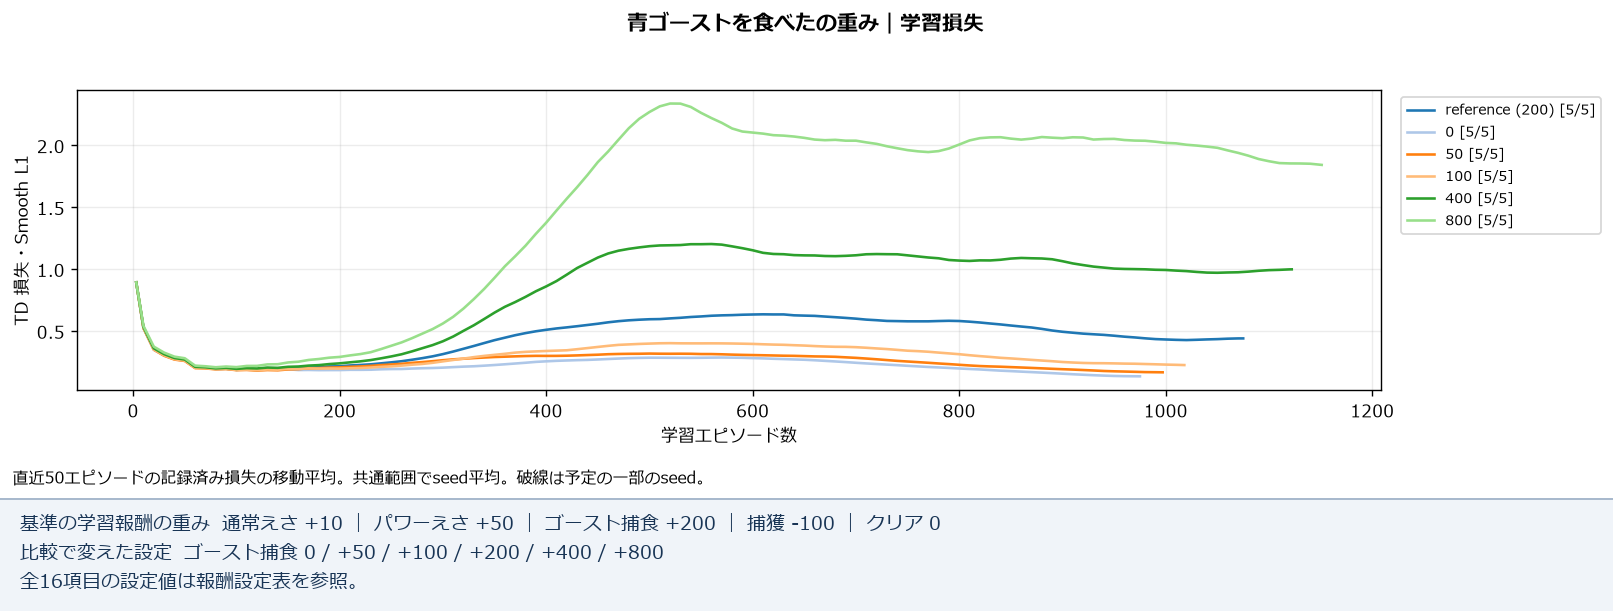 青ゴーストを食べたの重み｜学習損失
TD 損失・Smooth L1
2.0
1.5
1.0
0.5
0
200
400
600
800
1000
1200
学習エピソード数
reference (200) [5/5]
0 [5/5]
50 [5/5]
100 [5/5]
400 [5/5]
800 [5/5]
直近50エピソードの記録済み損失の移動平均。共通範囲でseed平均。破線は予定の一部のseed。
基準の学習報酬の重み 通常えさ +10 ｜ パワーえさ +50 ｜ ゴースト捕食 +200 ｜ 捕獲 -100 ｜ クリア 0
比較で変えた設定 ゴースト捕食 0 / +50 / +100 / +200 / +400 / +800
全16項目の設定値は報酬設定表を参照。